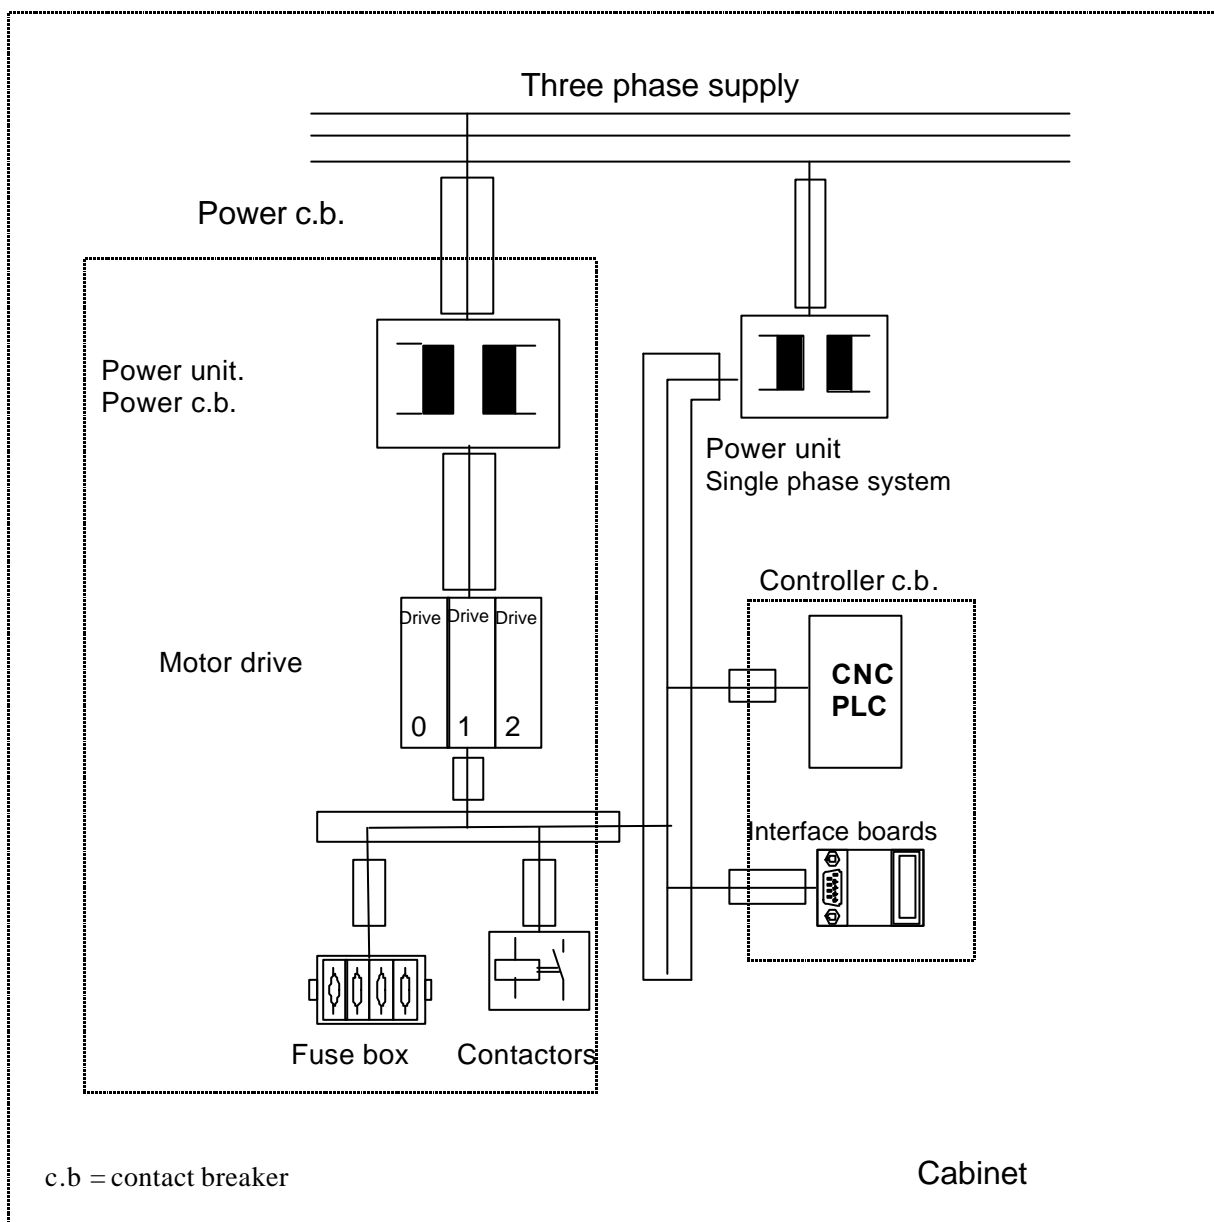 Three phase supply
Power c.b.
Power unit.
Power c.b.
Power unit
Single phase system
Controller c.b.
Drive Drive Drive
Motor drive
0 1 2
CNC
PLC
Interface boards
Fuse box
Contactors
c.b = contact breaker
Cabinet